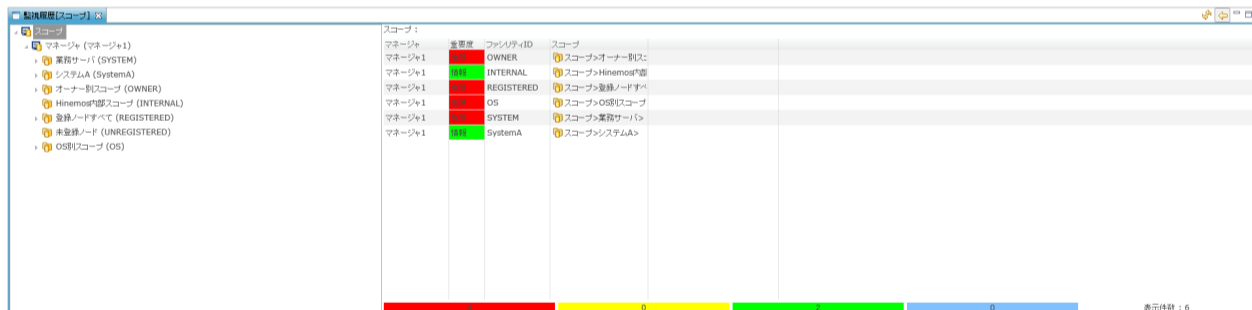 監視履歴[スコープ]
スコープ
マネージャ (マネージャ1)
業務サーバ (SYSTEM)
システムA (SystemA)
オーナー別スコープ (OWNER)
Hinemos内部スコープ (INTERNAL)
登録ノードすべて (REGISTERED)
未登録ノード (UNREGISTERED)
OS別スコープ (OS)
スコープ :
マネージャ 重要度 ファシリティID スコープ
マネージャ1 OWNER スコープ>オーナー別スコ
マネージャ1 情報 INTERNAL スコープ>Hinemos内部
マネージャ1 REGISTERED スコープ>登録ノードすべ
マネージャ1 OS スコープ>OS別スコープ
マネージャ1 SYSTEM スコープ>業務サーバ>
マネージャ1 情報 SystemA スコープ>システムA>
4 0 2 0 表示件数 : 6